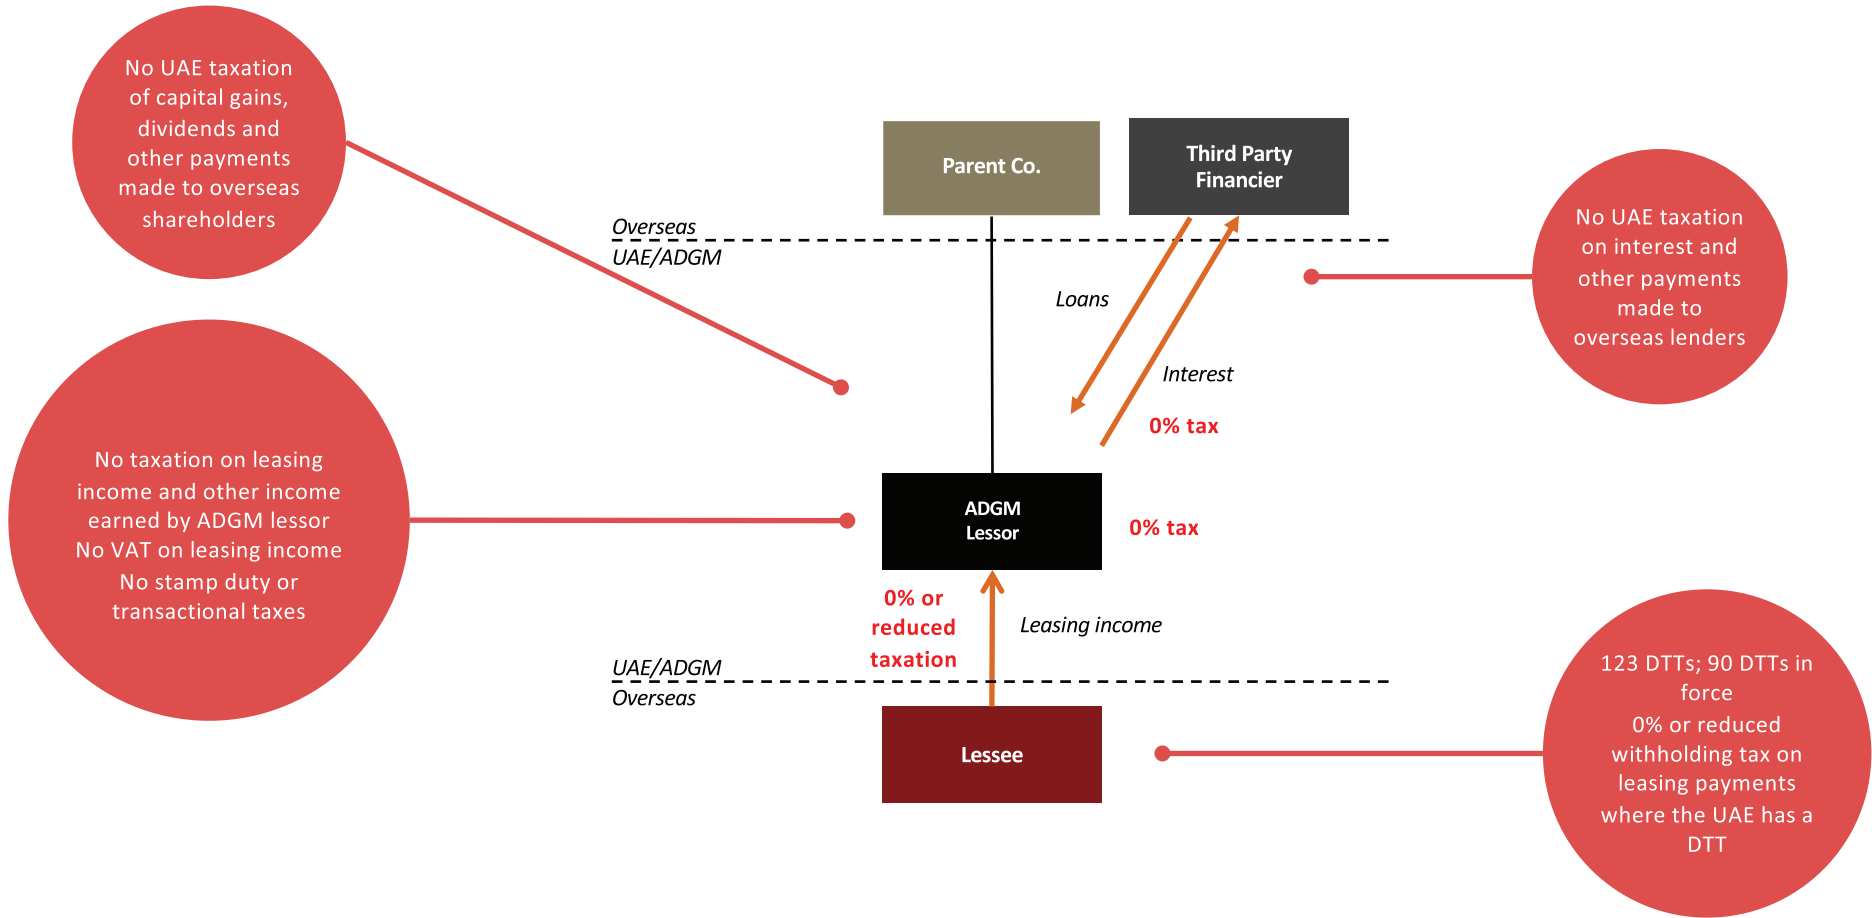 No UAE taxation
of capital gains,
dividends and
other payments
made to overseas
shareholders
Parent Co.
Third Party
Financier
Overseas
UAE/ADGM
No UAE taxation
on interest and
other payments
made to
overseas lenders
Loans
Interest
0% tax
No taxation on leasing
income and other income
earned by ADGM lessor
No VAT on leasing income
No stamp duty or
transactional taxes
ADGM
Lessor
0% tax
0% or
reduced
taxation
Leasing income
UAE/ADGM
Overseas
Lessee
123 DTTs; 90 DTTs in
force
0% or reduced
withholding tax on
leasing payments
where the UAE has a
DTT